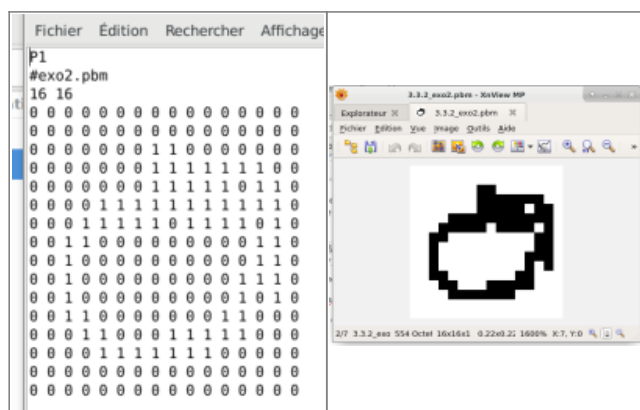 Fichier Édition Rechercher Affichage
P1
#exo2.pbm
16 16
0 0 0 0 0 0 0 0 0 0 0 0 0 0 0 0
0 0 0 0 0 0 0 0 0 0 0 0 0 0 0 0
0 0 0 0 0 0 0 1 1 0 0 0 0 0 0 0
0 0 0 0 0 0 0 1 1 1 1 1 1 1 0 0
0 0 0 0 0 0 0 1 1 1 1 1 0 1 1 0
0 0 0 0 1 1 1 1 1 1 1 1 1 1 1 0
0 0 0 1 1 1 1 1 0 1 1 1 1 0 1 0
0 0 1 1 0 0 0 0 0 0 0 0 0 1 1 0
0 0 1 0 0 0 0 0 0 0 0 0 0 1 1 0
0 0 1 0 0 0 0 0 0 0 0 0 1 1 1 0
0 0 1 0 0 0 0 0 0 0 0 0 1 0 1 0
0 0 1 1 0 0 0 0 0 0 0 1 1 0 0 0
0 0 0 1 1 0 0 0 1 1 1 1 1 0 0 0
0 0 0 0 1 1 1 1 1 1 1 0 0 0 0 0
0 0 0 0 0 0 0 0 0 0 0 0 0 0 0 0
0 0 0 0 0 0 0 0 0 0 0 0 0 0 0 0
3.3.2_exo2.pbm - XnView MP
Explorateur 3.3.2_exo2.pbm
Fichier Edition Vue Image Outils Aide
2/7 3.3.2_exo 554 Octet 16x16x1 0.22x0.22 1600% X:7, Y:0